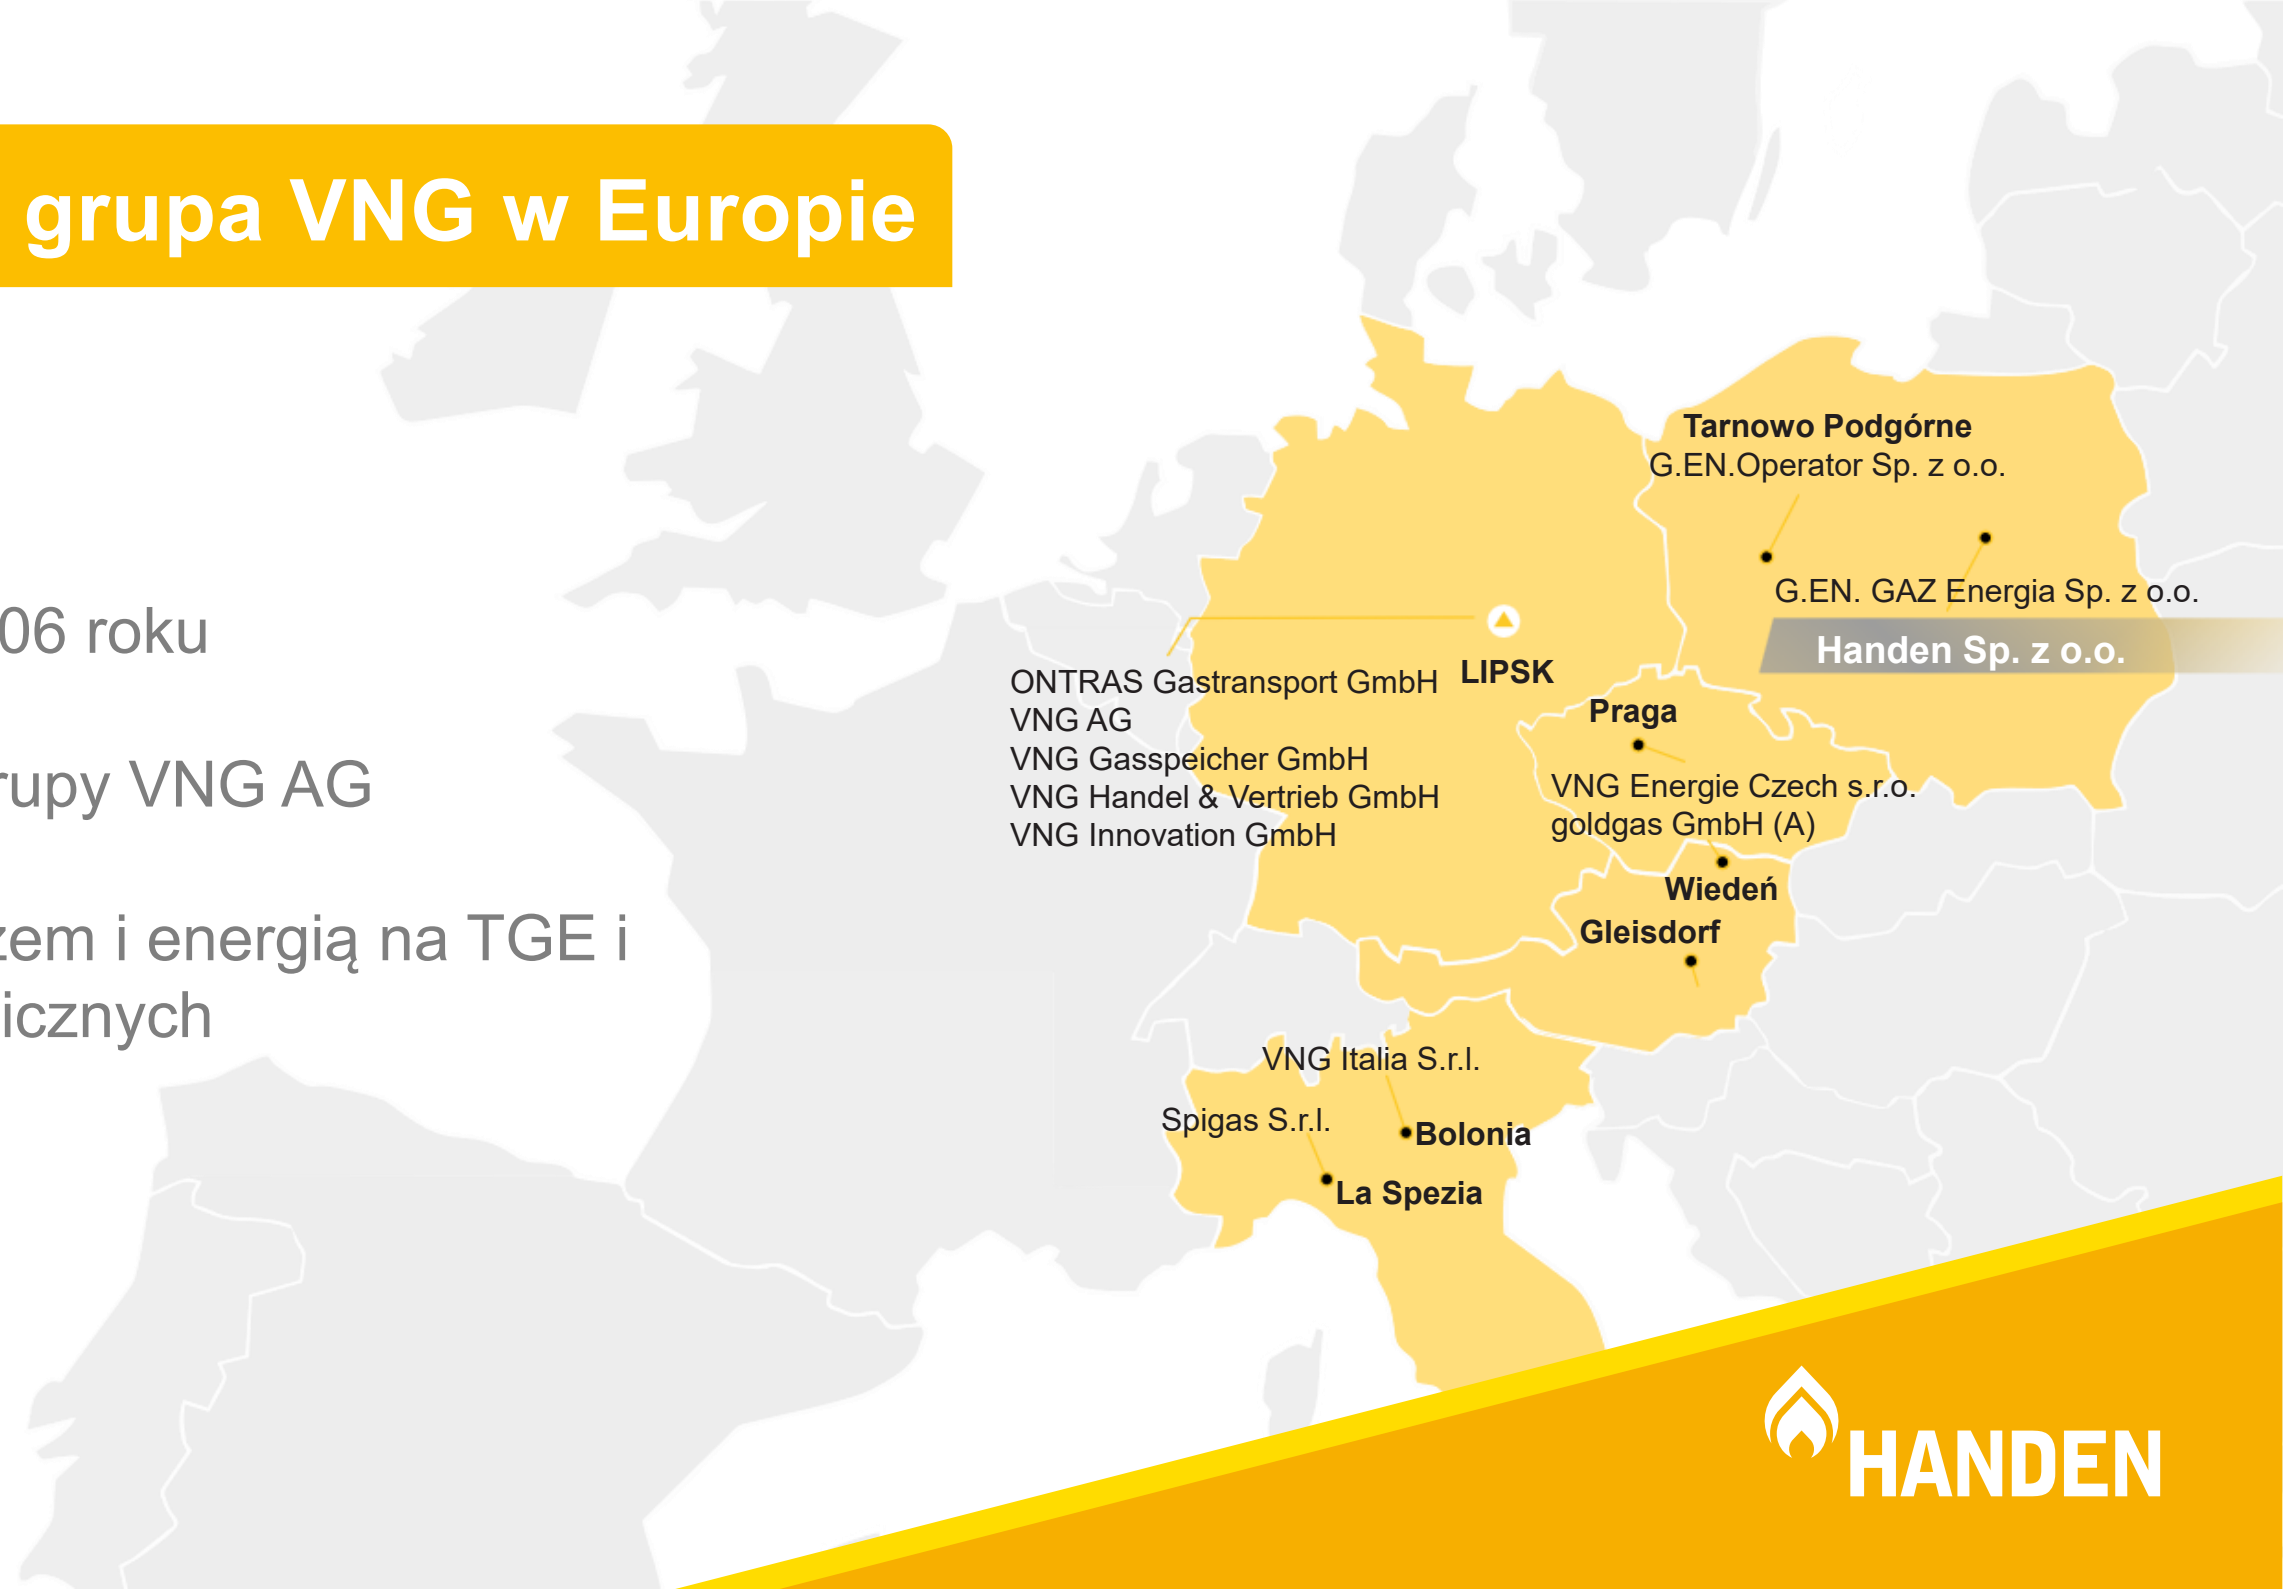 grupa VNG w Europie
06 roku
rupy VNG AG
zem i energią na TGE i
icznych
Tarnowo Podgórne
G.EN.Operator Sp. z o.o.
G.EN. GAZ Energia Sp. z o.o.
Handen Sp. z o.o.
LIPSK
ONTRAS Gastransport GmbH
VNG AG
VNG Gasspeicher GmbH
VNG Handel & Vertrieb GmbH
VNG Innovation GmbH
Praga
VNG Energie Czech s.r.o.
goldgas GmbH (A)
Wiedeń
Gleisdorf
VNG Italia S.r.l.
Spigas S.r.l.
Bolonia
La Spezia
HANDEN